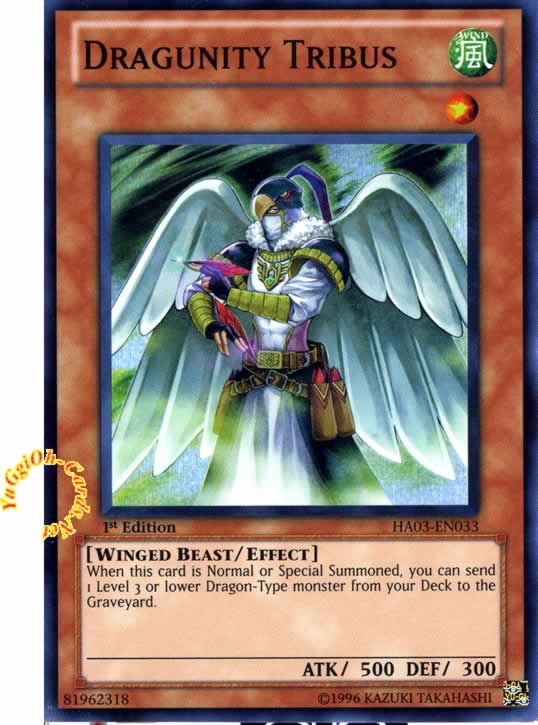 DRAGUNITY TRIBUS
WIND
風
1st Edition
HA03-EN033
YuGgiOh-Cards.Net
[WINGED BEAST/EFFECT]
When this card is Normal or Special Summoned, you can send
1 Level 3 or lower Dragon-Type monster from your Deck to the
Graveyard.
ATK/ 500 DEF/ 300
81962318
©1996 KAZUKI TAKAHASHI